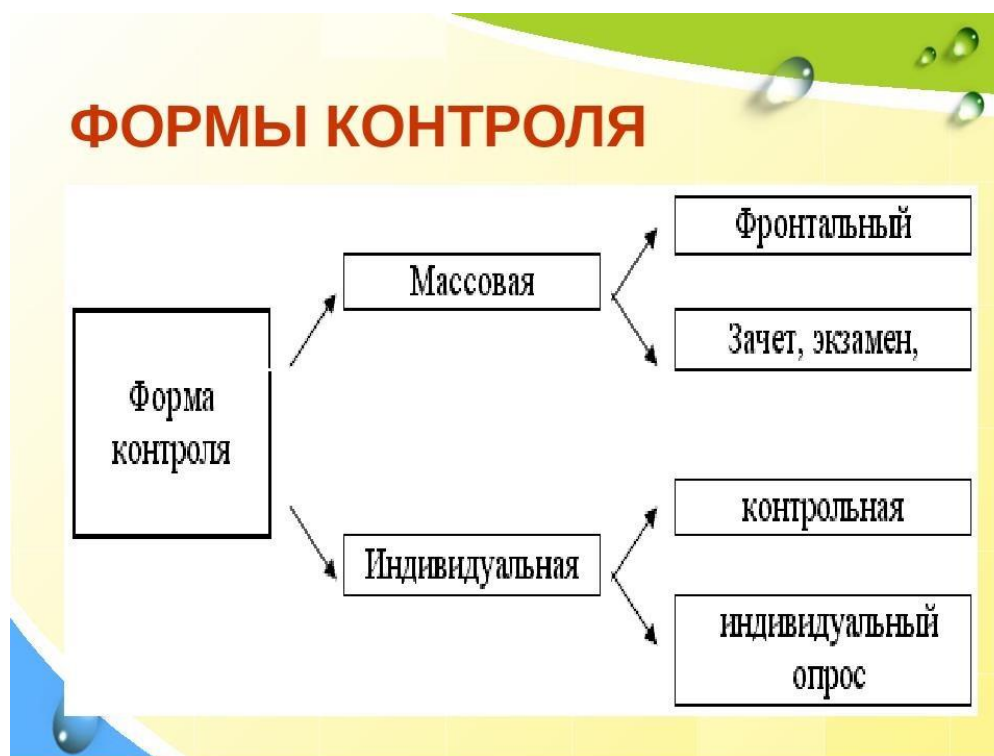 ФОРМЫ КОНТРОЛЯ
Форма
контроля
Массовая
Фронтальный
Зачет, экзамен,
Индивидуальная
контрольная
индивидуальный
опрос